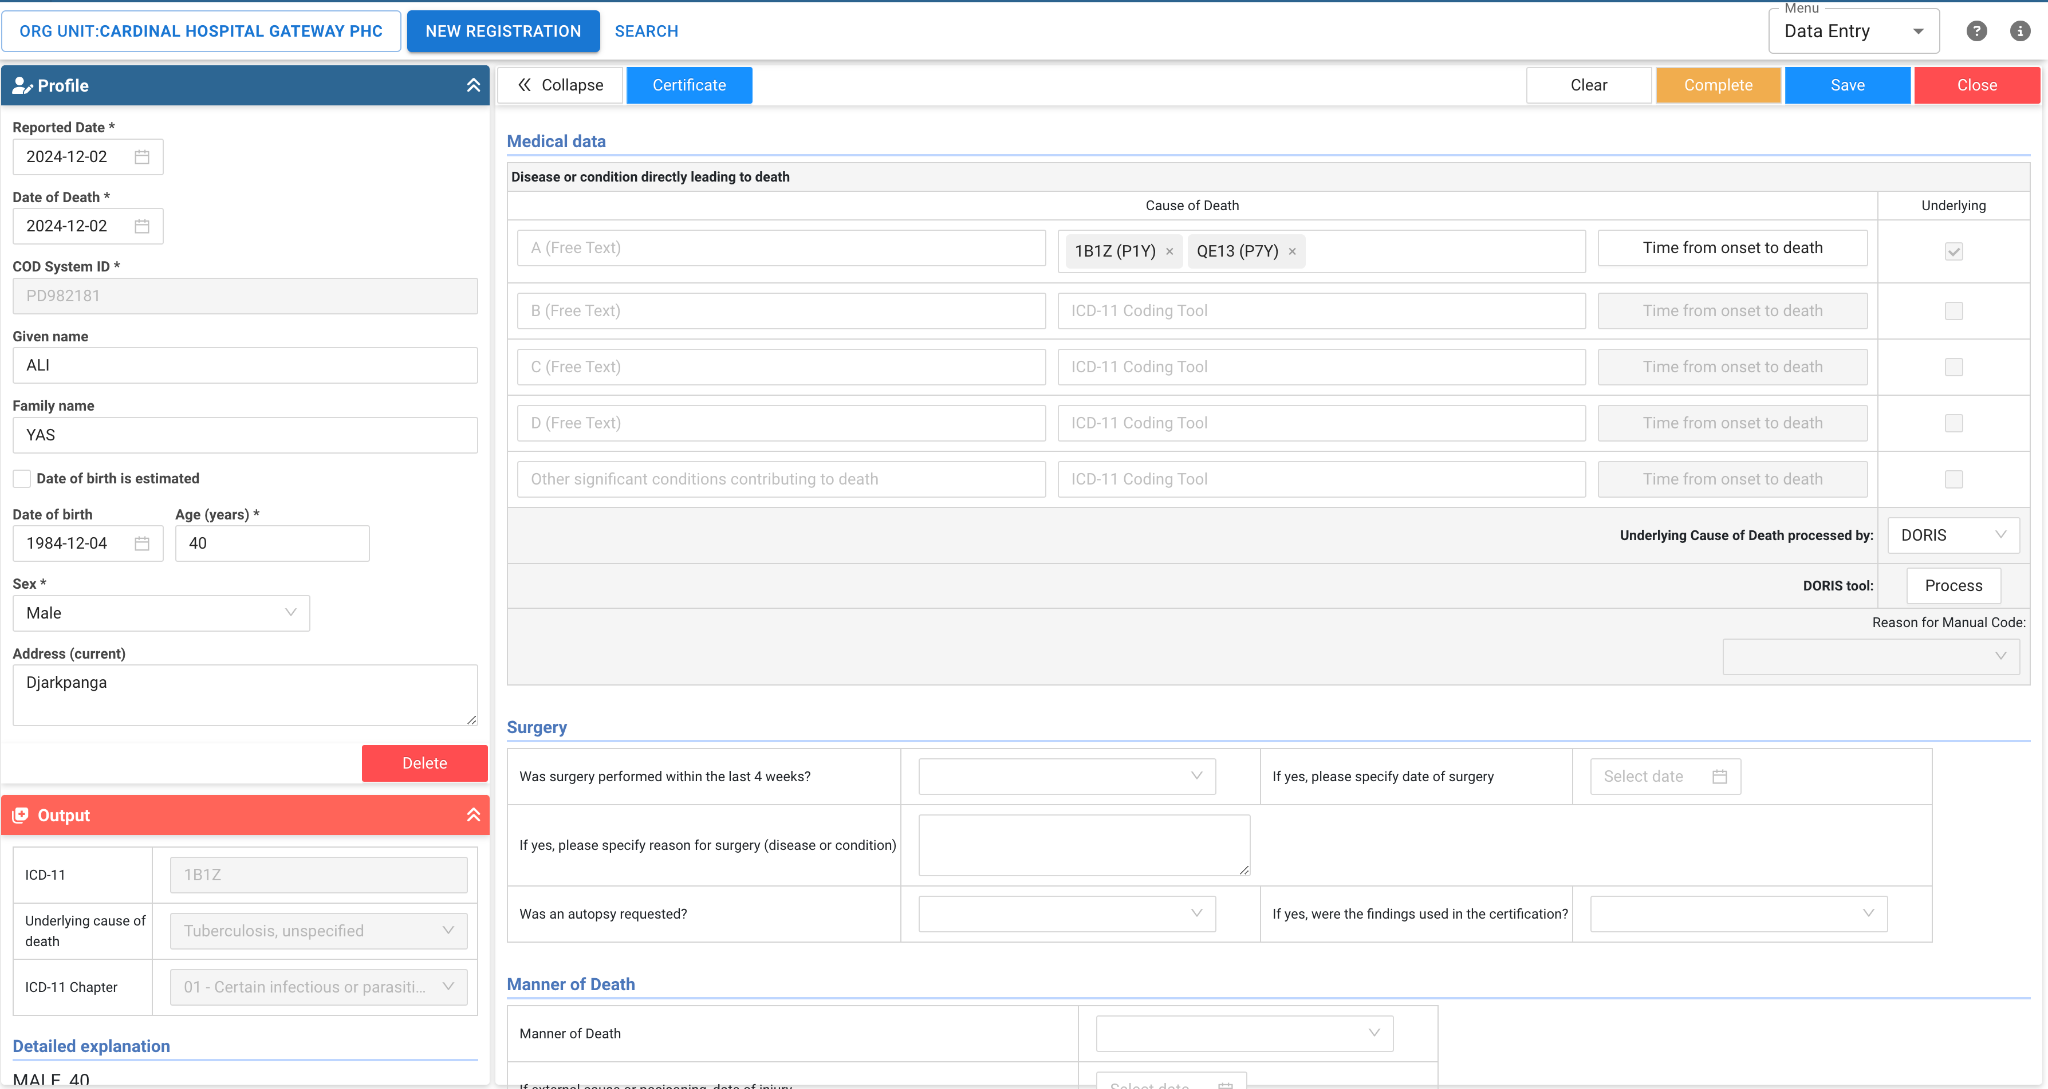 ORG UNIT:CARDINAL HOSPITAL GATEWAY PHC
NEW REGISTRATION
SEARCH
Menu
Data Entry
Profile
Reported Date *
2024-12-02
Date of Death *
2024-12-02
COD System ID *
PD982181
Given name
ALI
Family name
YAS
Date of birth is estimated
Date of birth
Age (years) *
1984-12-04
40
Sex *
Male
Address (current)
Djarkpanga
Delete
Output
ICD-11
1B1Z
Underlying cause of death
Tuberculosis, unspecified
ICD-11 Chapter
01 - Certain infectious or parasiti...
Detailed explanation
MALE 40
Collapse
Certificate
Clear
Complete
Save
Close
Medical data
Disease or condition directly leading to death
Cause of Death
Underlying
A (Free Text)
1B1Z (P1Y) ×
QE13 (P7Y) ×
Time from onset to death
B (Free Text)
ICD-11 Coding Tool
Time from onset to death
C (Free Text)
ICD-11 Coding Tool
Time from onset to death
D (Free Text)
ICD-11 Coding Tool
Time from onset to death
Other significant conditions contributing to death
ICD-11 Coding Tool
Time from onset to death
Underlying Cause of Death processed by:
DORIS
DORIS tool:
Process
Reason for Manual Code:
Surgery
Was surgery performed within the last 4 weeks?
If yes, please specify date of surgery
Select date
If yes, please specify reason for surgery (disease or condition)
Was an autopsy requested?
If yes, were the findings used in the certification?
Manner of Death
Manner of Death
If external cause or poisoning, date of injury
Select date